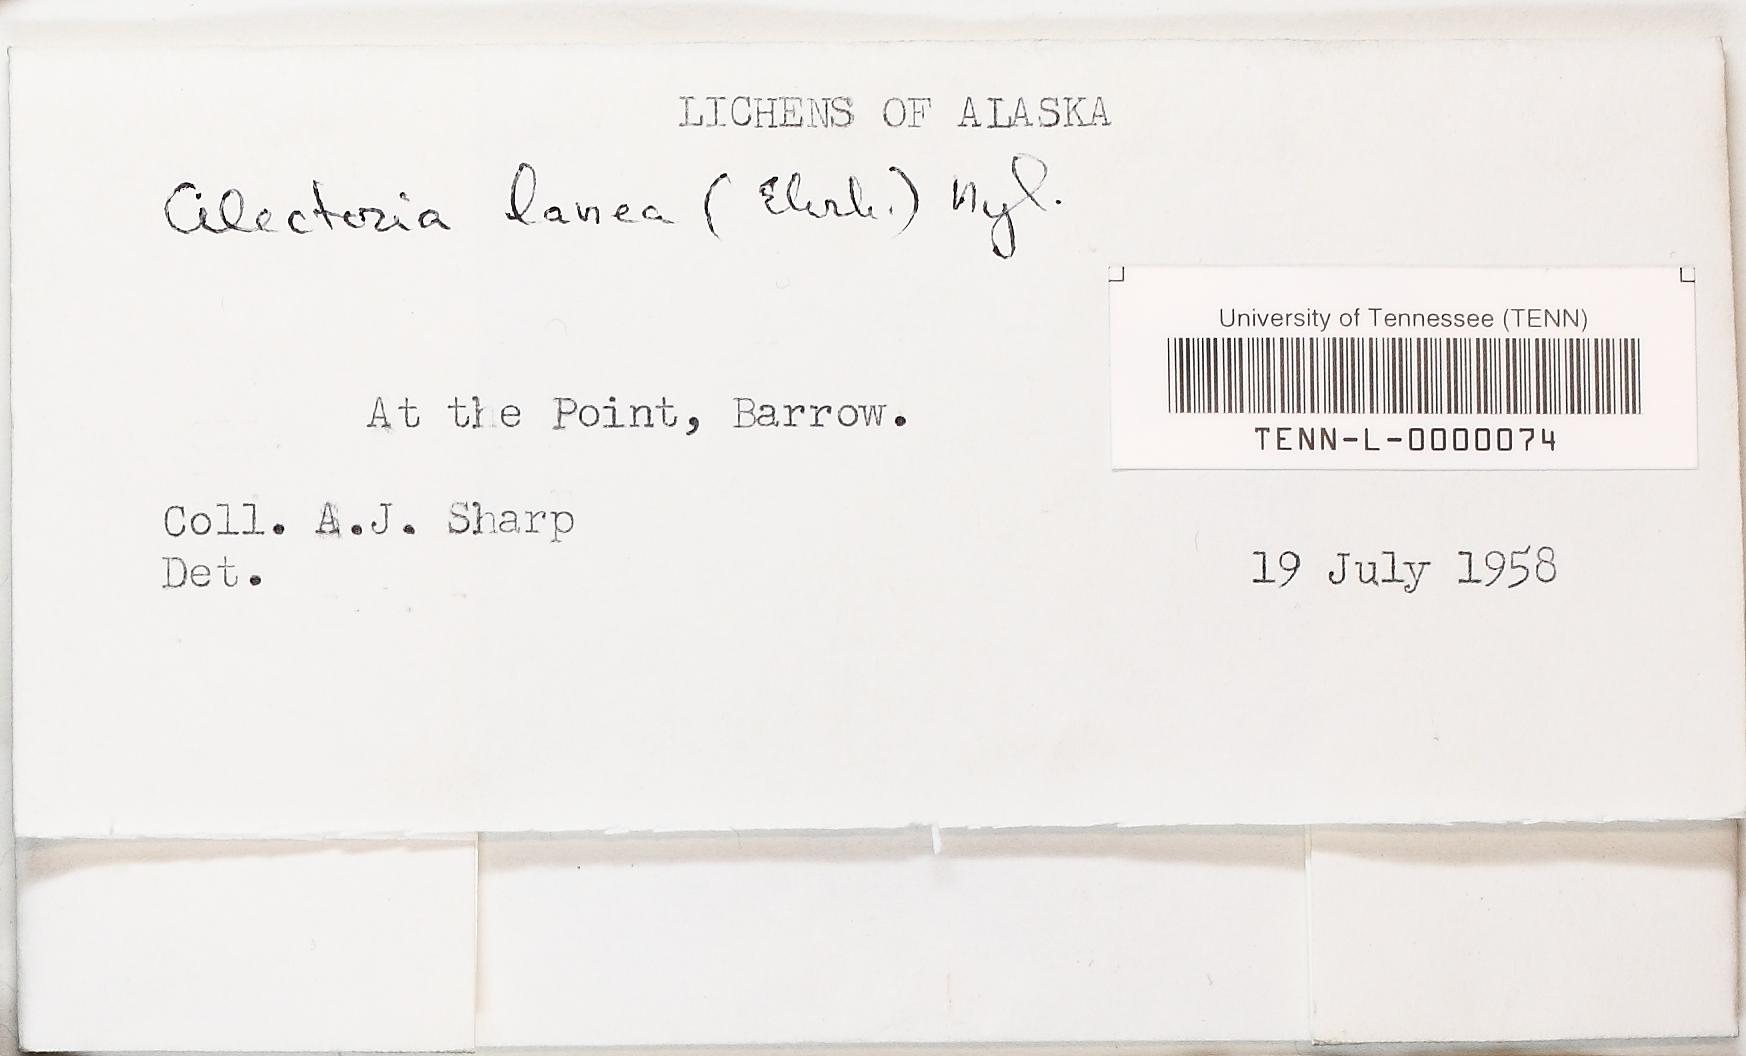 LICHENS OF ALASKA
Alectoria lanea (Ehrh.) Nyl.
University of Tennessee (TENN)
At the Point, Barrow.
TENN-L-0000074
Coll. A.J. Sharp
Det.
19 July 1958